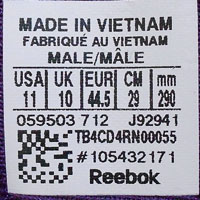 MADE IN VIETNAM
FABRIQUÉ AU VIETNAM
MALE/MÂLE
USA UK EUR CM mm
11 10 44.5 29 290
059503 712 J92941
TB4CD4RN00055
#105432171
Reebok